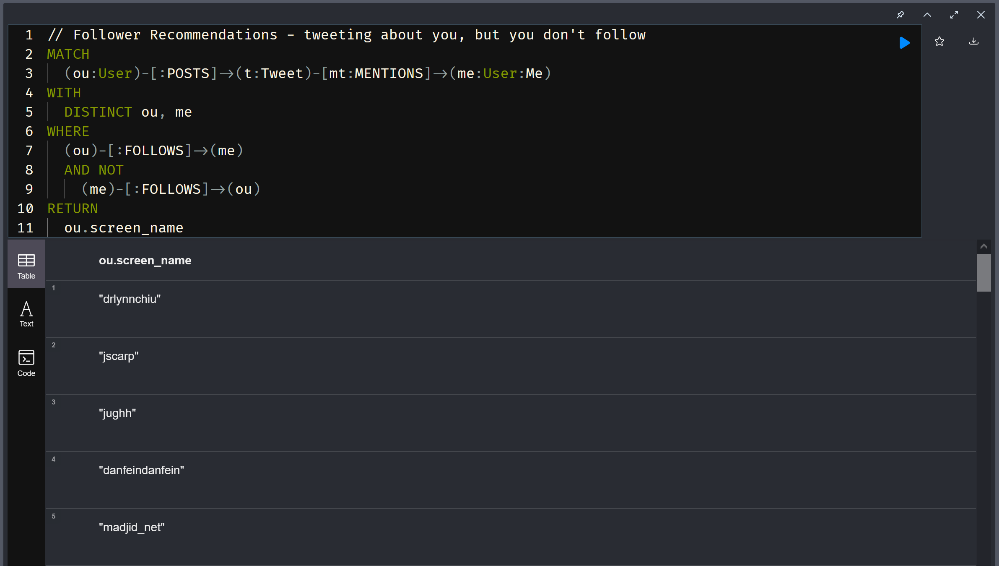 1 // Follower Recommendations - tweeting about you, but you don't follow
2 MATCH
3 (ou:User)-[:POSTS]->(t:Tweet)-[mt:MENTIONS]->(me:User:Me)
4 WITH
5 DISTINCT ou, me
6 WHERE
7 (ou)-[:FOLLOWS]->(me)
8 AND NOT
9 (me)-[:FOLLOWS]->(ou)
10 RETURN
11 ou.screen_name
Table
Text
Code
ou.screen_name
1 "drlynnchiu"
2 "jscarp"
3 "jughh"
4 "danfeindanfein"
5 "madjid_net"